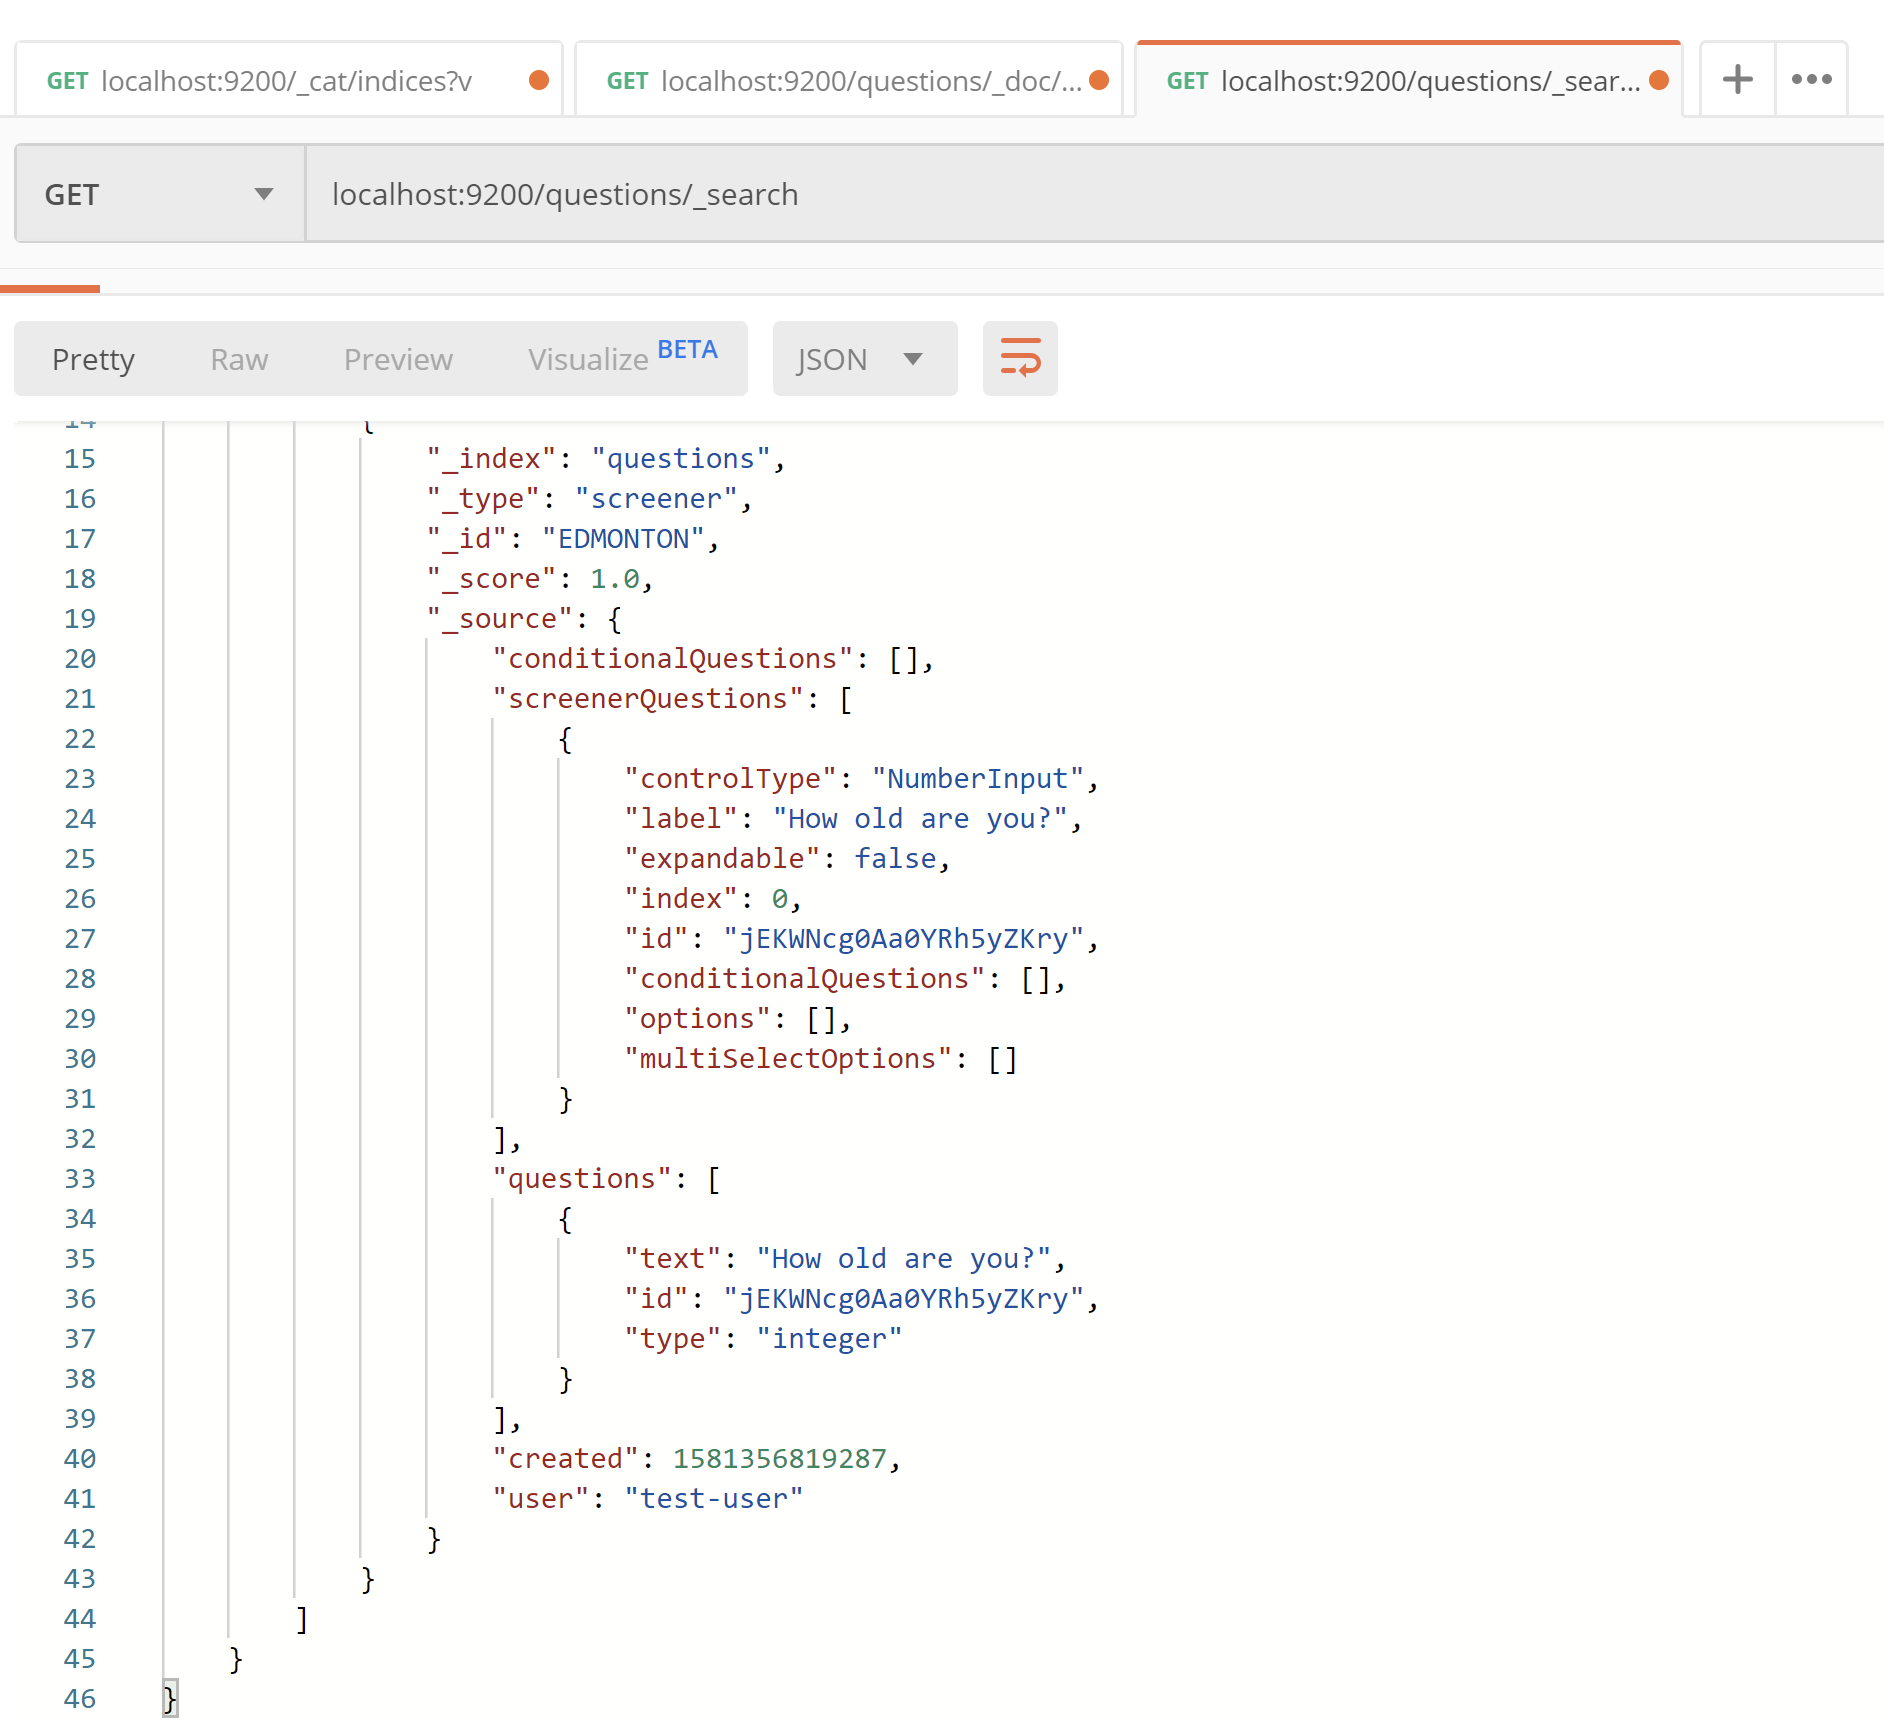 GET localhost:9200/_cat/indices?v GET localhost:9200/questions/_doc/... GET localhost:9200/questions/_sear...
GET localhost:9200/questions/_search
Pretty Raw Preview Visualize BETA JSON
14 {
15 "_index": "questions",
16 "_type": "screener",
17 "_id": "EDMONTON",
18 "_score": 1.0,
19 "_source": {
20 "conditionalQuestions": [],
21 "screenerQuestions": [
22 {
23 "controlType": "NumberInput",
24 "label": "How old are you?",
25 "expandable": false,
26 "index": 0,
27 "id": "jEKWNcg0Aa0YRh5yZKry",
28 "conditionalQuestions": [],
29 "options": [],
30 "multiSelectOptions": []
31 }
32 ],
33 "questions": [
34 {
35 "text": "How old are you?",
36 "id": "jEKWNcg0Aa0YRh5yZKry",
37 "type": "integer"
38 }
39 ],
40 "created": 1581356819287,
41 "user": "test-user"
42 }
43 }
44 ]
45 }
46 }